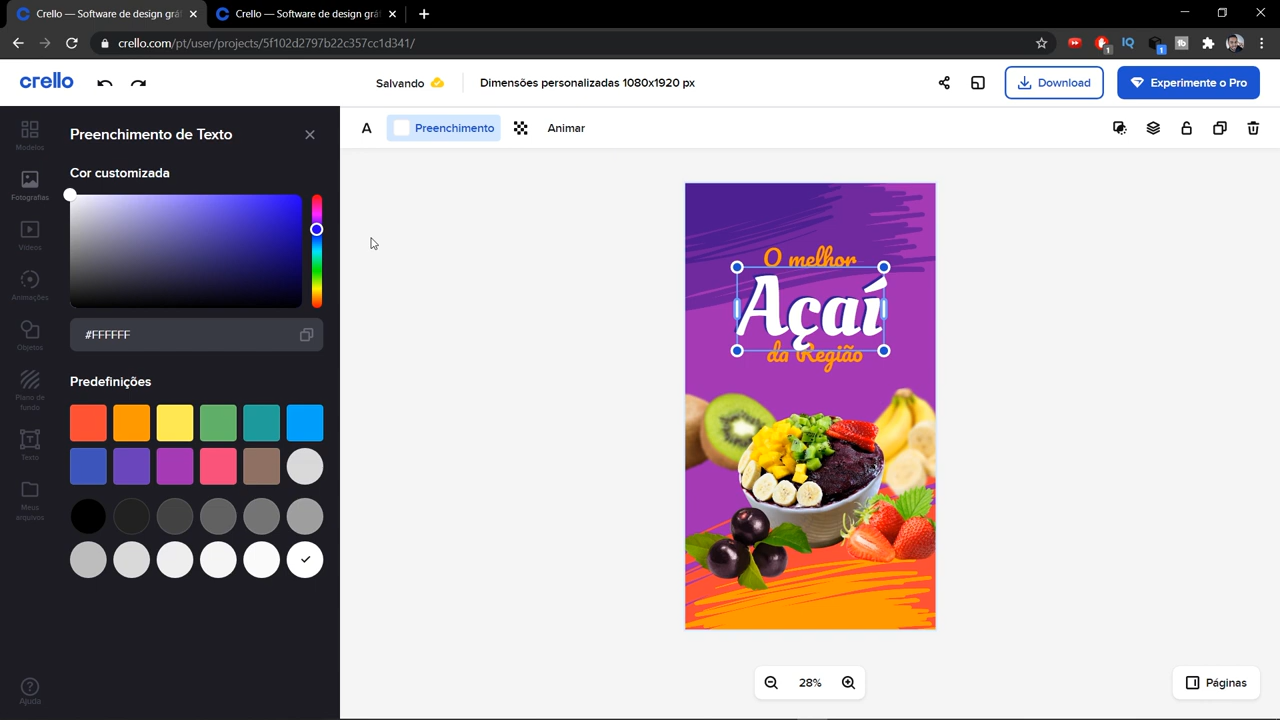 Crello — Software de design grá
Crello — Software de design grá
crello.com/pt/user/projects/5f102d2797b22c357cc1d341/
1
1
crello
Salvando
Dimensões personalizadas 1080x1920 px
Download
Experimente o Pro
Modelos
Fotografias
Vídeos
Animações
Objetos
Plano de
fundo
Texto
Meus
arquivos
Ajuda
Preenchimento de Texto
Cor customizada
#FFFFFF
Predefinições
A
Preenchimento
Animar
O melhor
Açaí
da Região
28%
Páginas